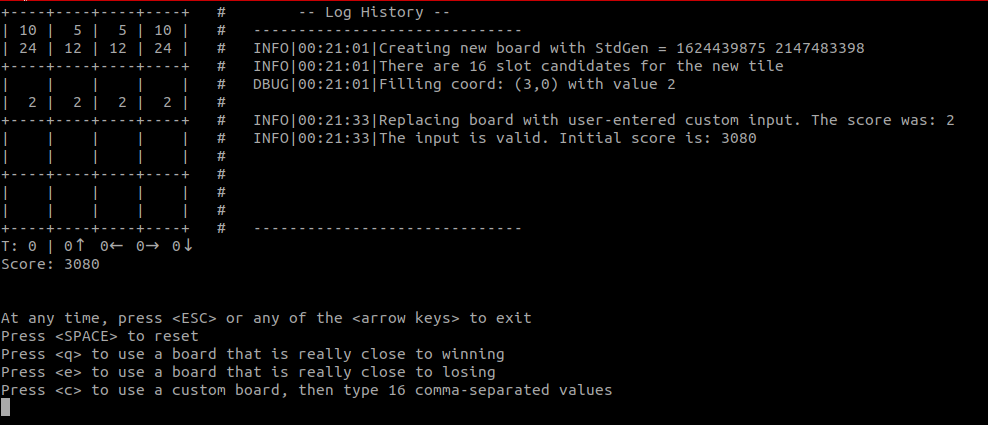 +----+----+----+----+   #        -- Log History --
| 10 |  5 |  5 | 10 |   #   ------------------------------
| 24 | 12 | 12 | 24 |   #   INFO|00:21:01|Creating new board with StdGen = 1624439875 2147483398
+----+----+----+----+   #   INFO|00:21:01|There are 16 slot candidates for the new tile
|    |    |    |    |   #   DBUG|00:21:01|Filling coord: (3,0) with value 2
|  2 |  2 |  2 |  2 |   #
+----+----+----+----+   #   INFO|00:21:33|Replacing board with user-entered custom input. The score was: 2
|    |    |    |    |   #   INFO|00:21:33|The input is valid. Initial score is: 3080
|    |    |    |    |   #
+----+----+----+----+   #
|    |    |    |    |   #
|    |    |    |    |   #
+----+----+----+----+   #   ------------------------------
T: 0 | 0↑ 0← 0→ 0↓
Score: 3080
At any time, press <ESC> or any of the <arrow keys> to exit
Press <SPACE> to reset
Press <q> to use a board that is really close to winning
Press <e> to use a board that is really close to losing
Press <c> to use a custom board, then type 16 comma-separated values